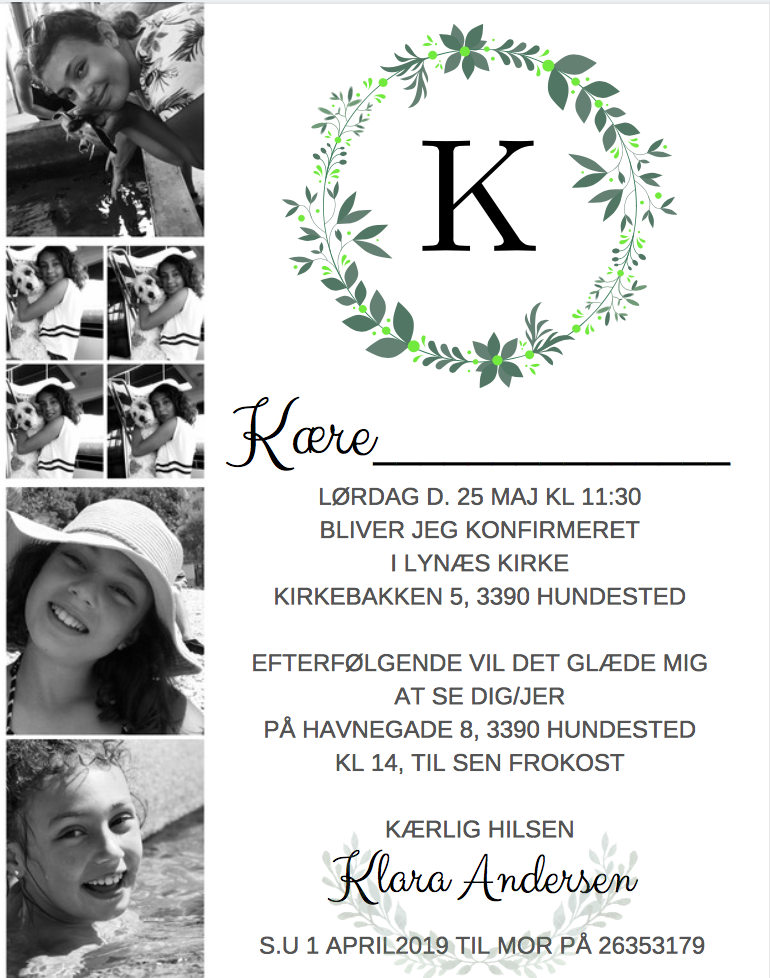 K
Kære
LØRDAG D. 25 MAJ KL 11:30
BLIVER JEG KONFIRMERET
I LYNÆS KIRKE
KIRKEBAKKEN 5, 3390 HUNDESTED
EFTERFØLGENDE VIL DET GLÆDE MIG
AT SE DIG/JER
PÅ HAVNEGADE 8, 3390 HUNDESTED
KL 14, TIL SEN FROKOST
KÆRLIG HILSEN
Klara Andersen
S.U 1 APRIL2019 TIL MOR PÅ 26353179